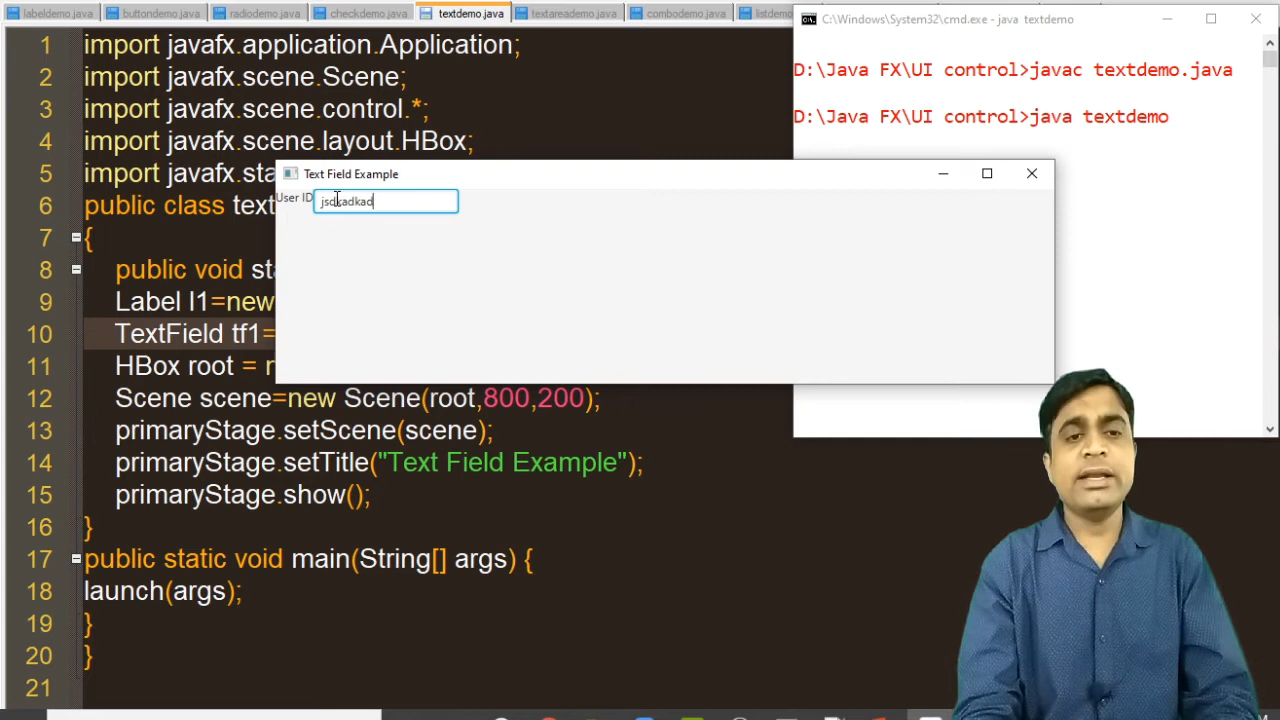 labeldemo.java buttondemo.java radiodemo.java checkdemo.java textdemo.java textareademo.java combodemo.java
C:\Windows\System32\cmd.exe - java textdemo
D:\Java FX\UI control>javac textdemo.java
D:\Java FX\UI control>java textdemo
Text Field Example
User ID
1 import javafx.application.Application;
2 import javafx.scene.Scene;
3 import javafx.scene.control.*;
4 import javafx.scene.layout.HBox;
5 import javafx.sta
6 public class text
7 {
8 public void sta
9 Label l1=new
10 TextField tf1=
11 HBox root =
12 Scene scene=new Scene(root,800,200);
13 primaryStage.setScene(scene);
14 primaryStage.setTitle("Text Field Example");
15 primaryStage.show();
16 }
17 public static void main(String[] args) {
18 launch(args);
19 }
20 }
21